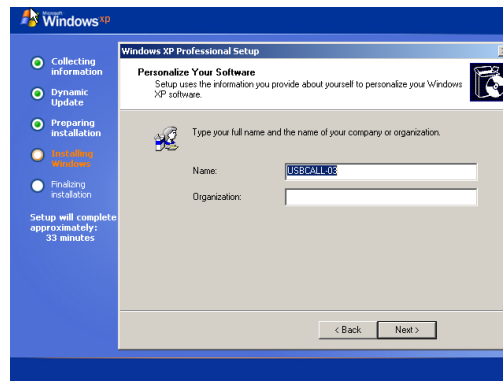 Microsoft
Windows xp
Collecting
information
Dynamic
Update
Preparing
installation
Installing
Windows
Finalizing
installation
Setup will complete
approximately:
33 minutes
Windows XP Professional Setup
Personalize Your Software
Setup uses the information you provide about yourself to personalize your Windows
XP software.
Type your full name and the name of your company or organization.
Name:
USBCALL-03
Organization:
< Back
Next >